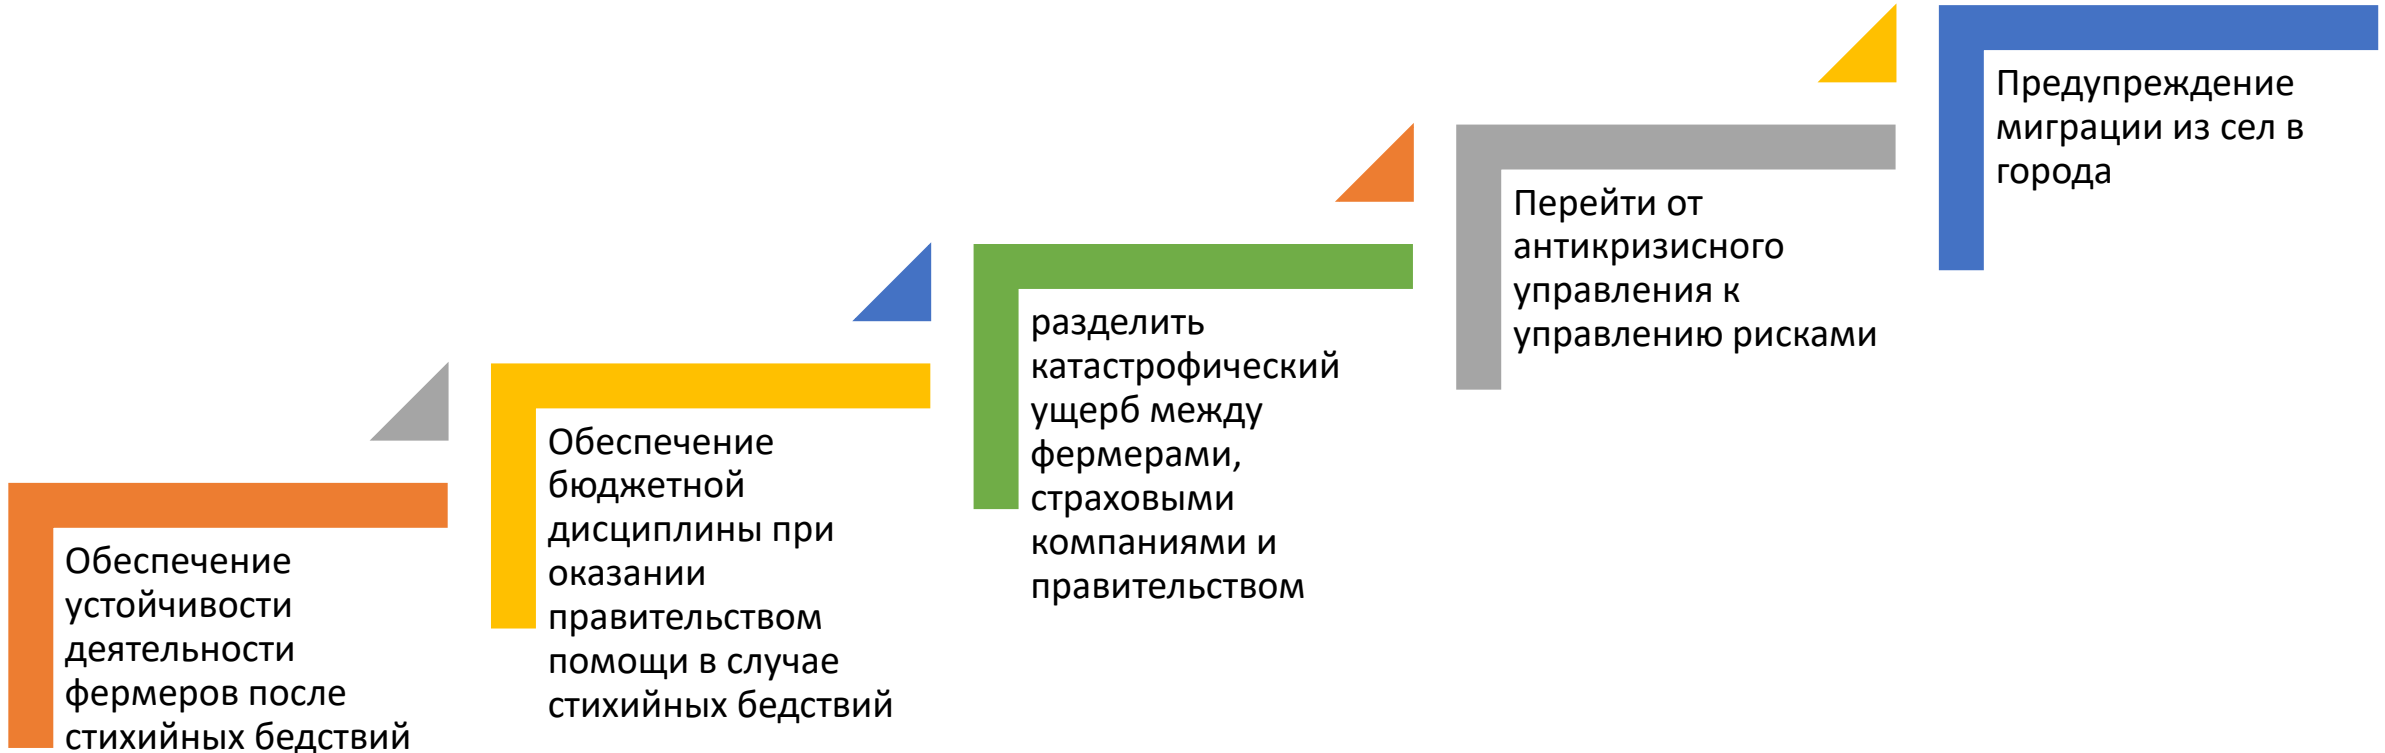 Обеспечение
устойчивости
деятельности
фермеров после
стихийных бедствий
Обеспечение
бюджетной
дисциплины при
оказании
правительством
помощи в случае
стихийных бедствий
разделить
катастрофический
ущерб между
фермерами,
страховыми
компаниями и
правительством
Перейти от
антикризисного
управления к
управлению рисками
Предупреждение
миграции из сел в
города